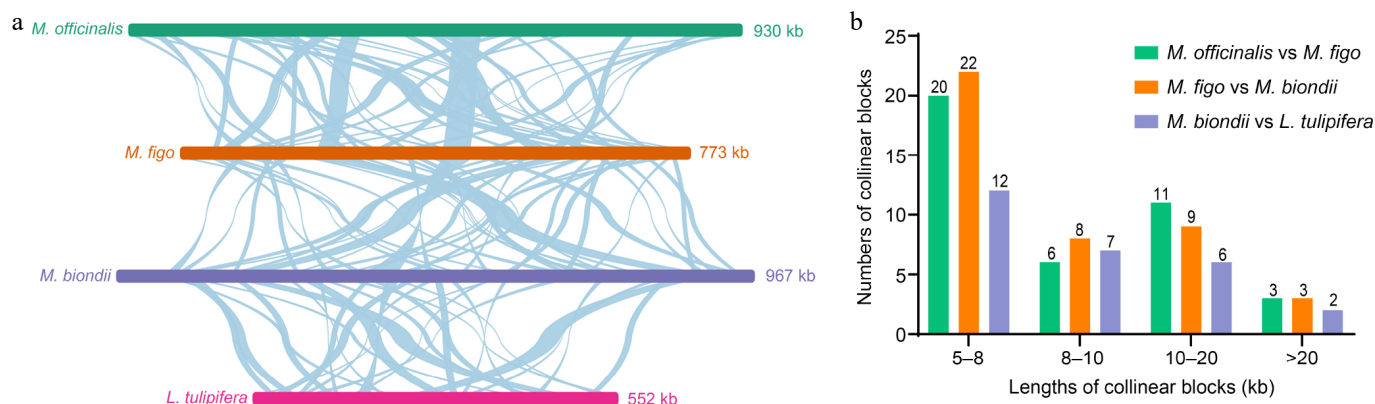 a
M. officinalis
930 kb
M. figo
773 kb
M. biondii
967 kb
L. tulipifera
552 kb
b
Numbers of collinear blocks
25
20
15
10
5
0
M. officinalis vs M. figo
M. figo vs M. biondii
M. biondii vs L. tulipifera
20
22
12
6
8
7
11
9
6
3
3
2
5–8
8–10
10–20
>20
Lengths of collinear blocks (kb)